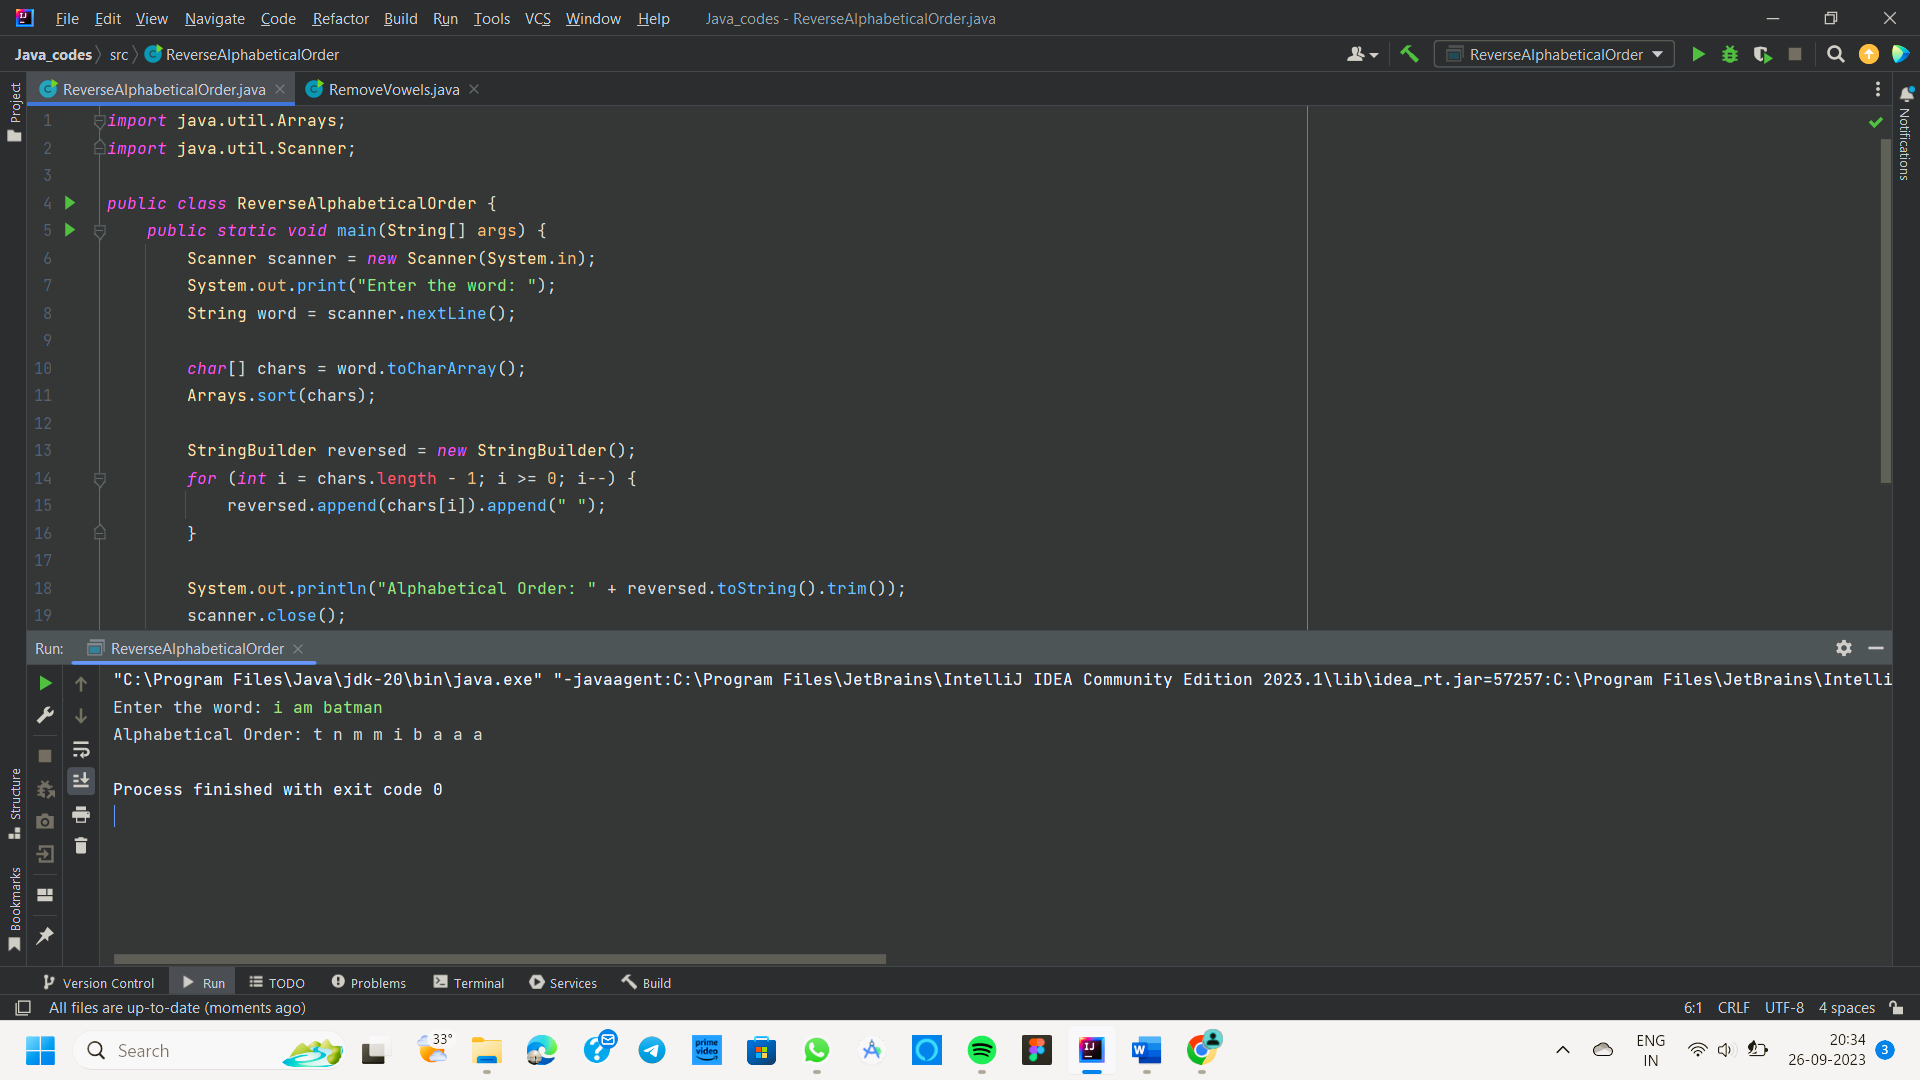 File Edit View Navigate Code Refactor Build Run Tools VCS Window Help Java_codes - ReverseAlphabeticalOrder.java
Java_codes src ReverseAlphabeticalOrder ReverseAlphabeticalOrder
Project
ReverseAlphabeticalOrder.java RemoveVowels.java
Notifications
1 import java.util.Arrays;
2 import java.util.Scanner;
3
4 public class ReverseAlphabeticalOrder {
5 public static void main(String[] args) {
6 Scanner scanner = new Scanner(System.in);
7 System.out.print("Enter the word: ");
8 String word = scanner.nextLine();
9
10 char[] chars = word.toCharArray();
11 Arrays.sort(chars);
12
13 StringBuilder reversed = new StringBuilder();
14 for (int i = chars.length - 1; i >= 0; i--) {
15 reversed.append(chars[i]).append(" ");
16 }
17
18 System.out.println("Alphabetical Order: " + reversed.toString().trim());
19 scanner.close();
Run: ReverseAlphabeticalOrder
"C:\Program Files\Java\jdk-20\bin\java.exe" "-javaagent:C:\Program Files\JetBrains\IntelliJ IDEA Community Edition 2023.1\lib\idea_rt.jar=57257:C:\Program Files\JetBrains\Intelli
Enter the word: i am batman
Alphabetical Order: t n m m i b a a a
Process finished with exit code 0
Structure
Bookmarks
Version Control Run TODO Problems Terminal Services Build
All files are up-to-date (moments ago) 6:1 CRLF UTF-8 4 spaces
Search 33° prime video ENG IN 20:34 26-09-2023 3